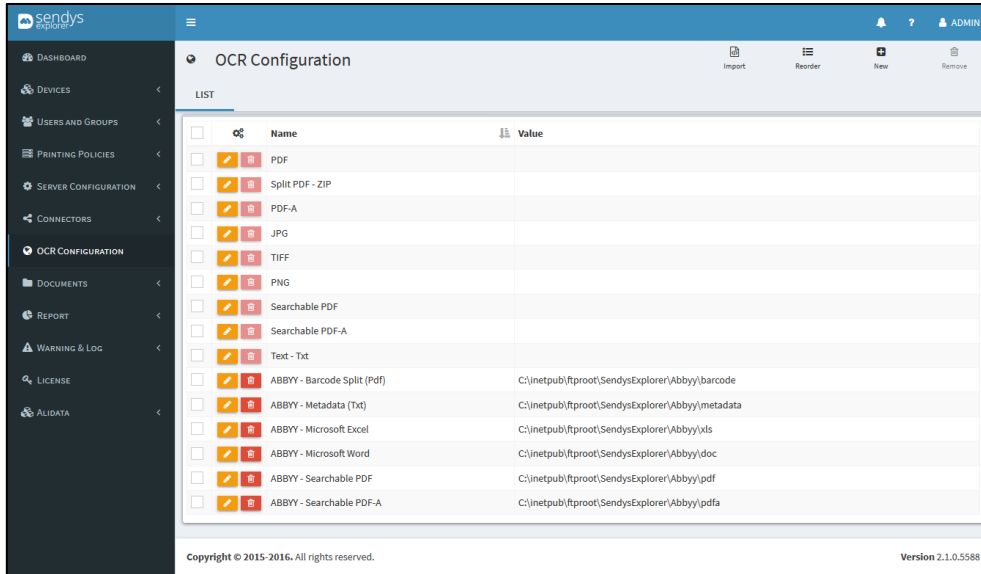 sendys
explorer
ADMIN
DASHBOARD
DEVICES
USERS AND GROUPS
PRINTING POLICIES
SERVER CONFIGURATION
CONNECTORS
OCR CONFIGURATION
DOCUMENTS
REPORT
WARNING & LOG
LICENSE
ALIDATA
OCR Configuration
Import
Reorder
New
Remove
LIST
Name Value
PDF
Split PDF - ZIP
PDF-A
JPG
TIFF
PNG
Searchable PDF
Searchable PDF-A
Text - Txt
ABBYY - Barcode Split (Pdf) C:\inetpub\ftproot\SendysExplorer\Abbyy\barcode
ABBYY - Metadata (Txt) C:\inetpub\ftproot\SendysExplorer\Abbyy\metadata
ABBYY - Microsoft Excel C:\inetpub\ftproot\SendysExplorer\Abbyy\xls
ABBYY - Microsoft Word C:\inetpub\ftproot\SendysExplorer\Abbyy\doc
ABBYY - Searchable PDF C:\inetpub\ftproot\SendysExplorer\Abbyy\pdf
ABBYY - Searchable PDF-A C:\inetpub\ftproot\SendysExplorer\Abbyy\pdfa
Copyright © 2015-2016. All rights reserved. Version 2.1.0.5588